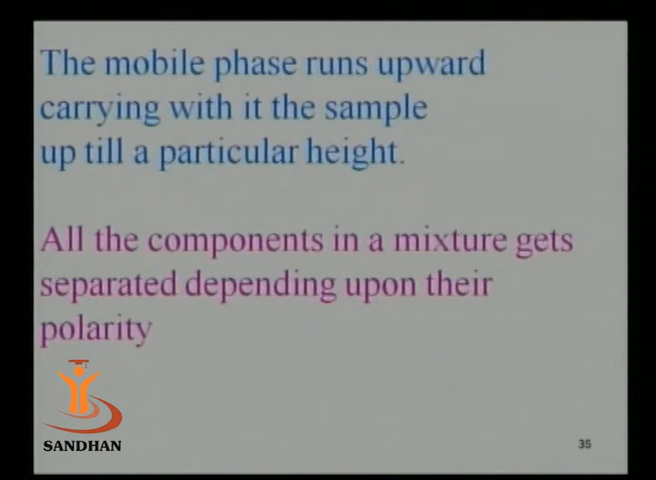 The mobile phase runs upward
carrying with it the sample
up till a particular height.
All the components in a mixture gets
separated depending upon their
polarity
SANDHAN
35